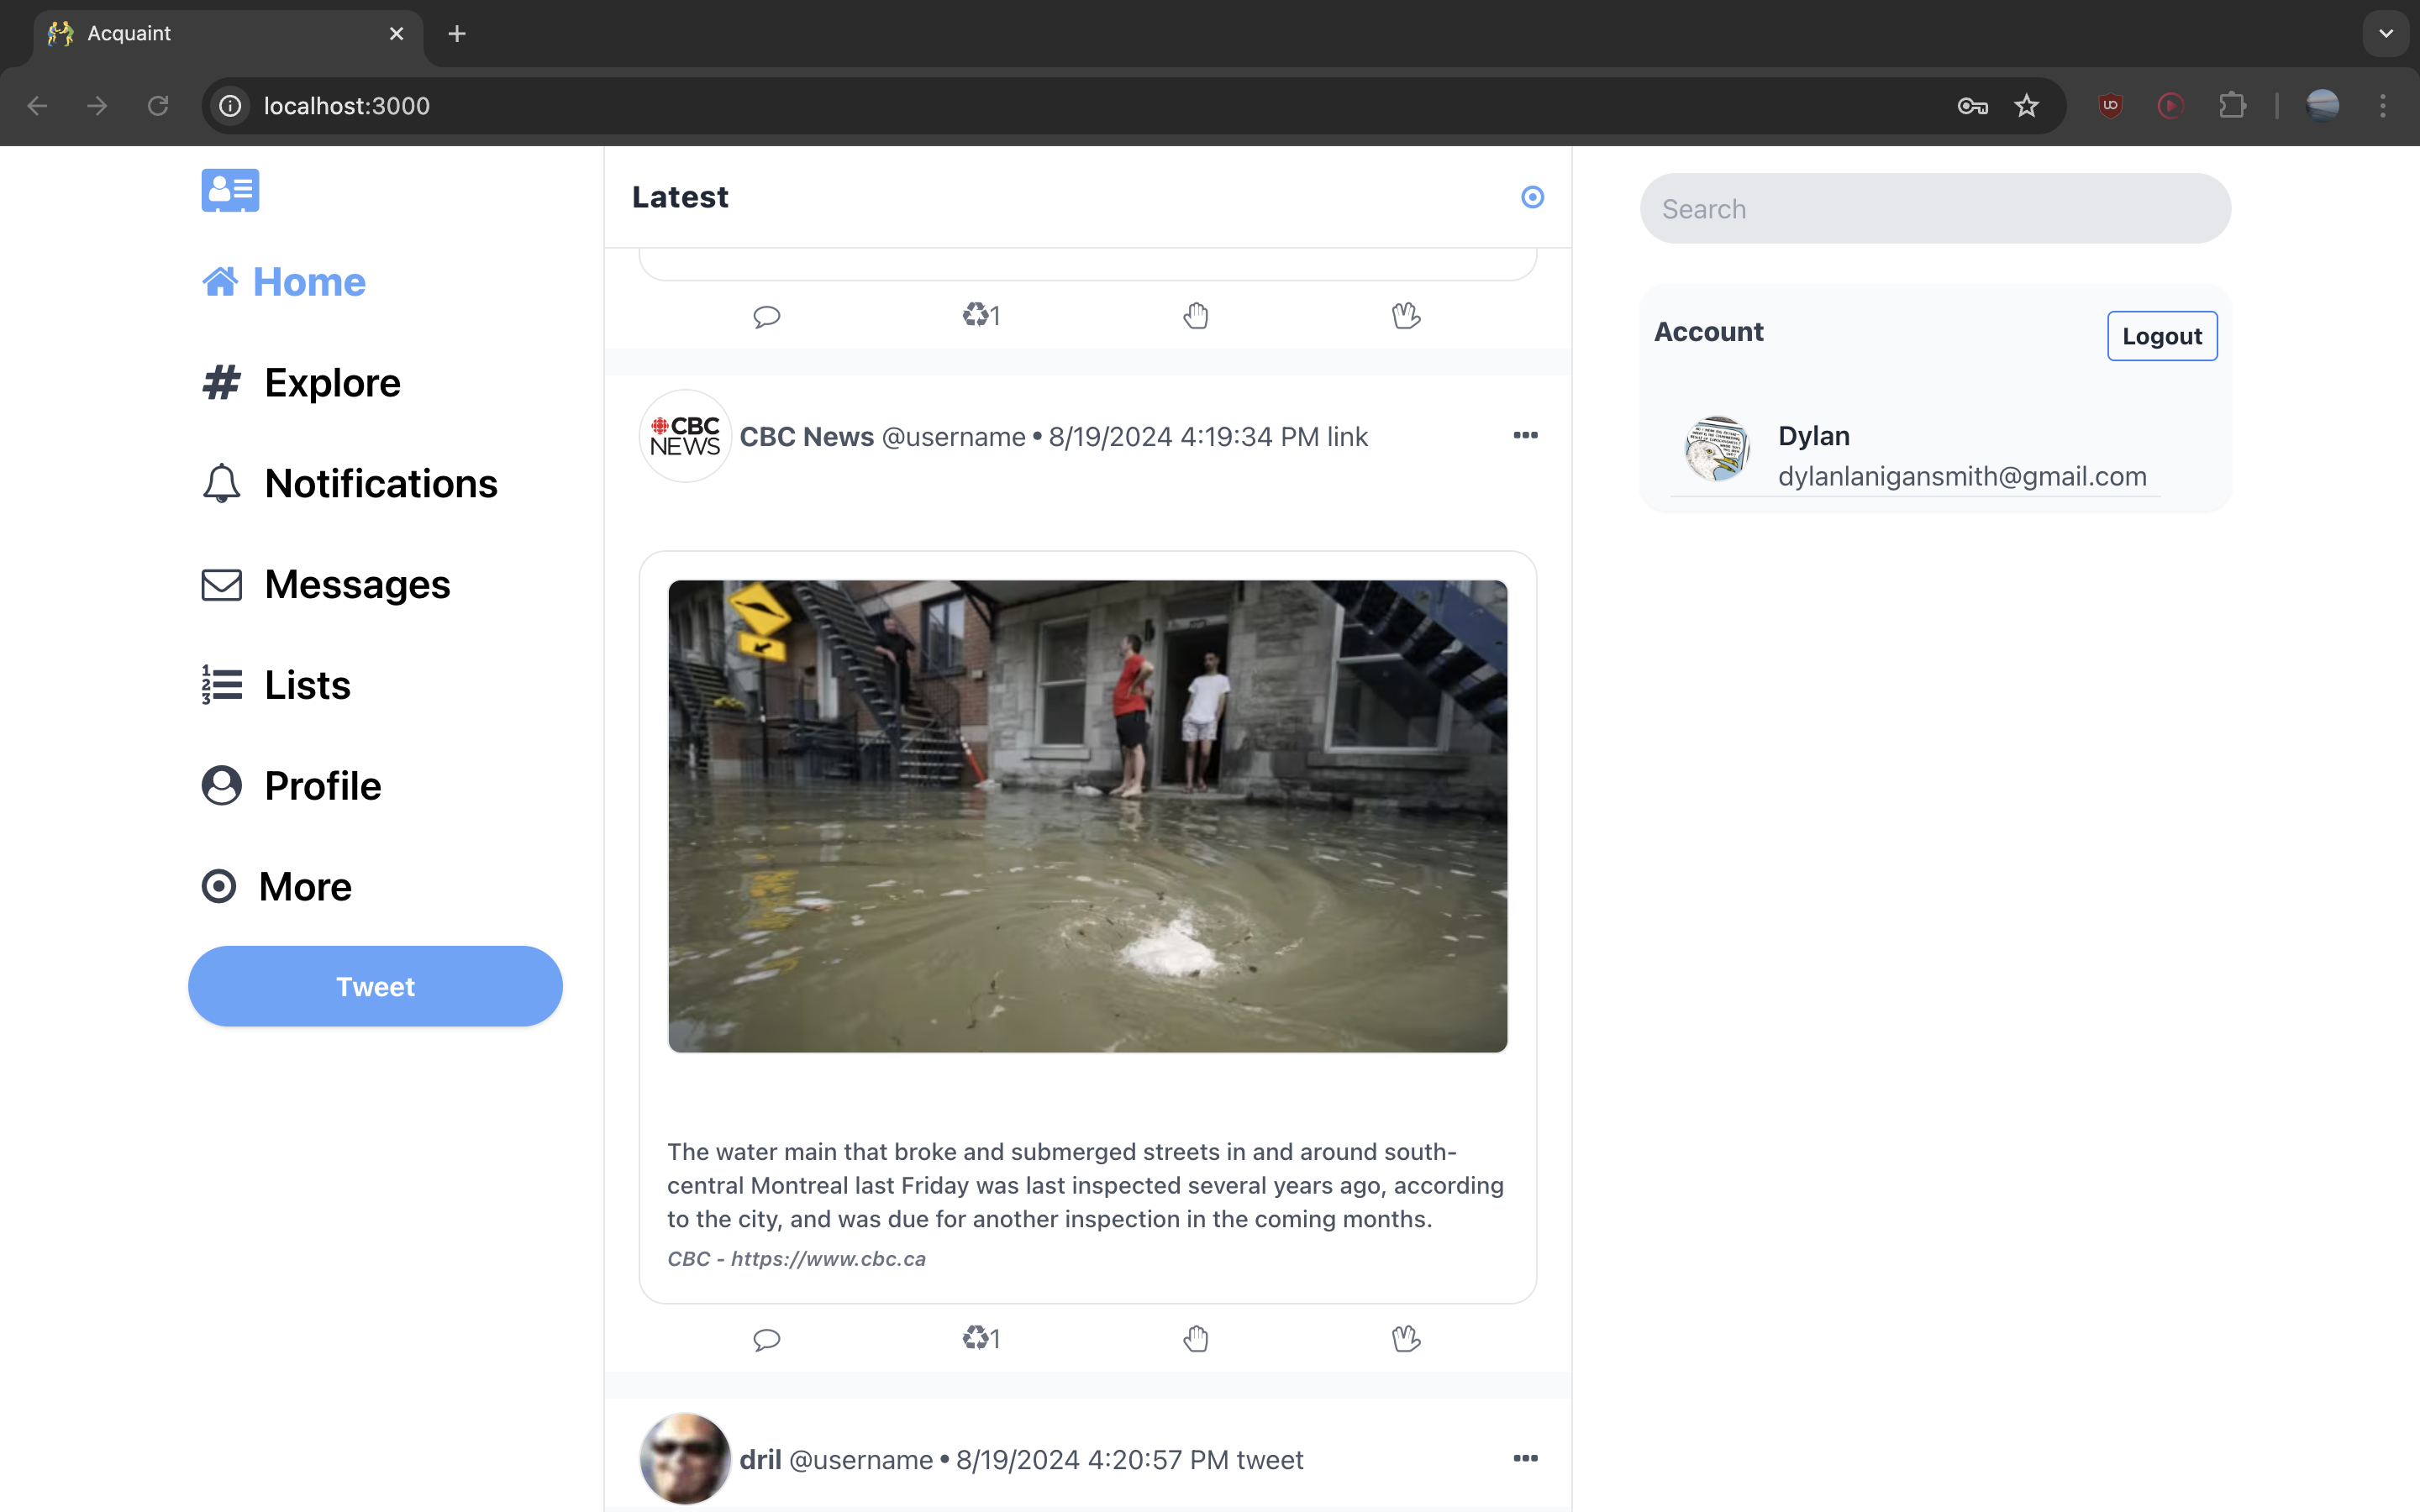 Acquaint
localhost:3000
Home
Explore
Notifications
Messages
Lists
Profile
More
Tweet
Latest
1
CBC
NEWS
CBC News @username • 8/19/2024 4:19:34 PM link
The water main that broke and submerged streets in and around south-
central Montreal last Friday was last inspected several years ago, according
to the city, and was due for another inspection in the coming months.
CBC - https://www.cbc.ca
1
dril @username • 8/19/2024 4:20:57 PM tweet
Search
Account
Logout
Dylan
dylanlanigansmith@gmail.com